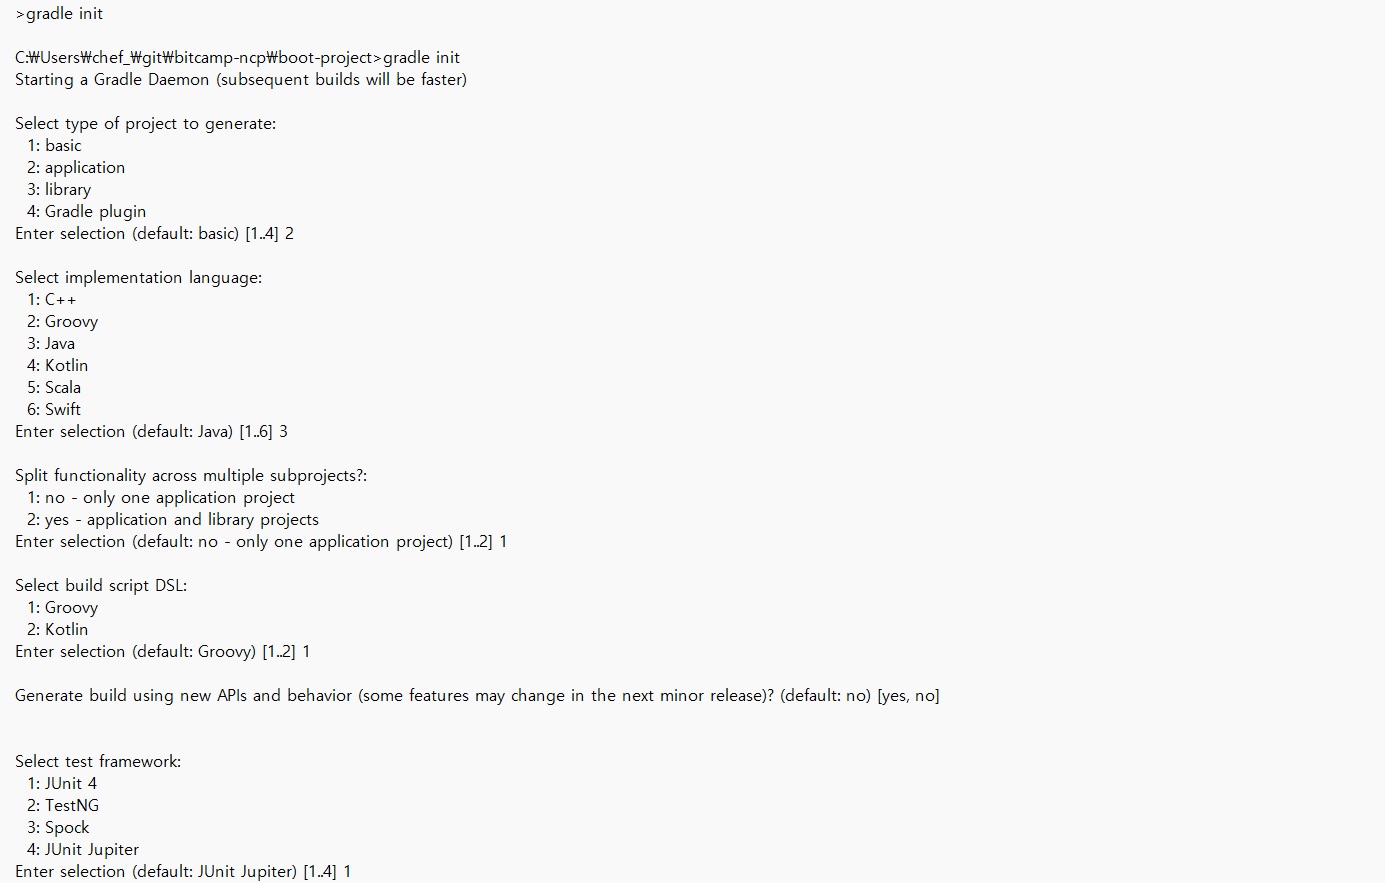 >gradle init
C:₩Users₩chef_₩git₩bitcamp-ncp₩boot-project>gradle init
Starting a Gradle Daemon (subsequent builds will be faster)
Select type of project to generate:
1: basic
2: application
3: library
4: Gradle plugin
Enter selection (default: basic) [1..4] 2
Select implementation language:
1: C++
2: Groovy
3: Java
4: Kotlin
5: Scala
6: Swift
Enter selection (default: Java) [1..6] 3
Split functionality across multiple subprojects?:
1: no - only one application project
2: yes - application and library projects
Enter selection (default: no - only one application project) [1..2] 1
Select build script DSL:
1: Groovy
2: Kotlin
Enter selection (default: Groovy) [1..2] 1
Generate build using new APIs and behavior (some features may change in the next minor release)? (default: no) [yes, no]
Select test framework:
1: JUnit 4
2: TestNG
3: Spock
4: JUnit Jupiter
Enter selection (default: JUnit Jupiter) [1..4] 1